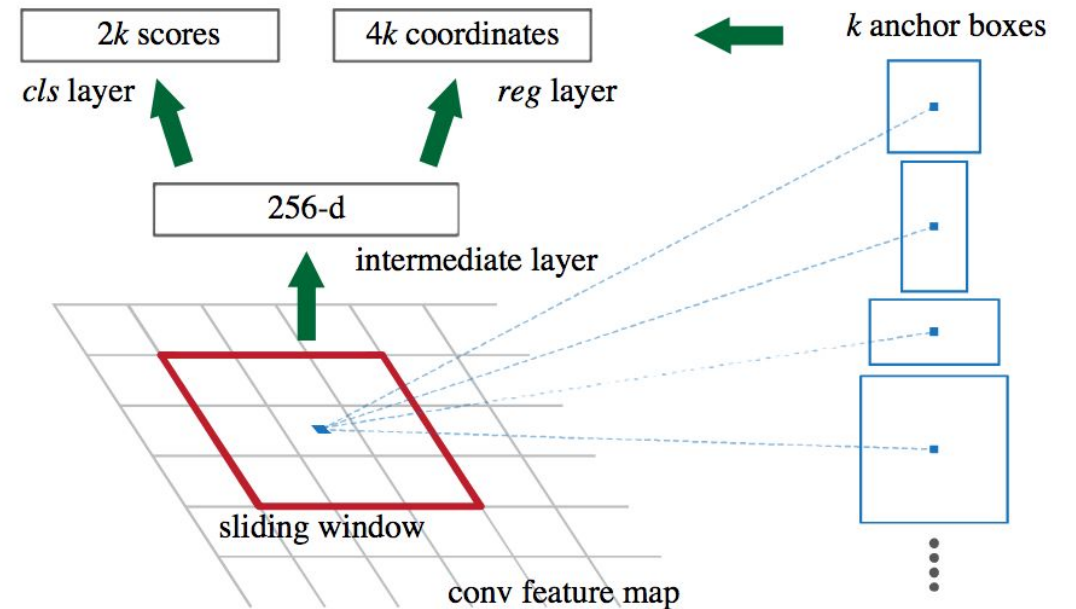 2k scores
4k coordinates
k anchor boxes
cls layer
reg layer
256-d
intermediate layer
sliding window
conv feature map